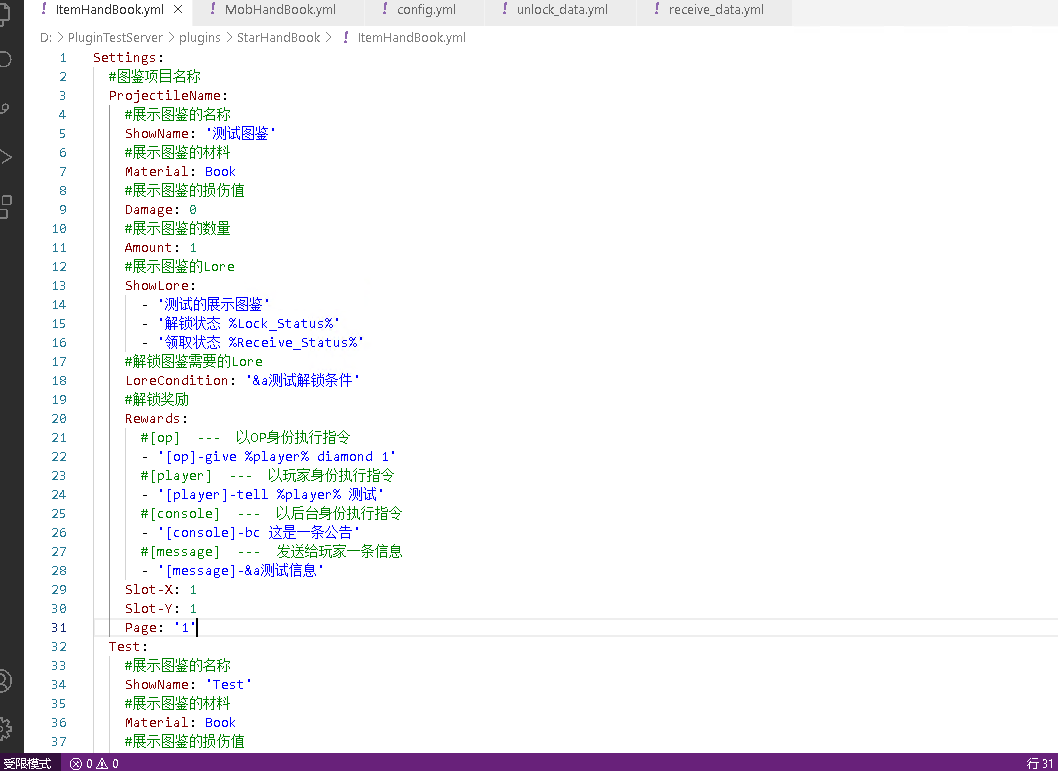 ItemHandBook.yml
MobHandBook.yml
config.yml
unlock_data.yml
receive_data.yml
D: > PluginTestServer > plugins > StarHandBook > ! ItemHandBook.yml
1 Settings:
2 #图鉴项目名称
3 ProjectileName:
4 #展示图鉴的名称
5 ShowName: '测试图鉴'
6 #展示图鉴的材料
7 Material: Book
8 #展示图鉴的损伤值
9 Damage: 0
10 #展示图鉴的数量
11 Amount: 1
12 #展示图鉴的Lore
13 ShowLore:
14 - '测试的展示图鉴'
15 - '解锁状态 %Lock_Status%'
16 - '领取状态 %Receive_Status%'
17 #解锁图鉴需要的Lore
18 LoreCondition: '&a测试解锁条件'
19 #解锁奖励
20 Rewards:
21 #[op] --- 以OP身份执行指令
22 - '[op]-give %player% diamond 1'
23 #[player] --- 以玩家身份执行指令
24 - '[player]-tell %player% 测试'
25 #[console] --- 以后台身份执行指令
26 - '[console]-bc 这是一条公告'
27 #[message] --- 发送给玩家一条信息
28 - '[message]-&a测试信息'
29 Slot-X: 1
30 Slot-Y: 1
31 Page: '1'
32 Test:
33 #展示图鉴的名称
34 ShowName: 'Test'
35 #展示图鉴的材料
36 Material: Book
37 #展示图鉴的损伤值
受限模式 0 0 行 31